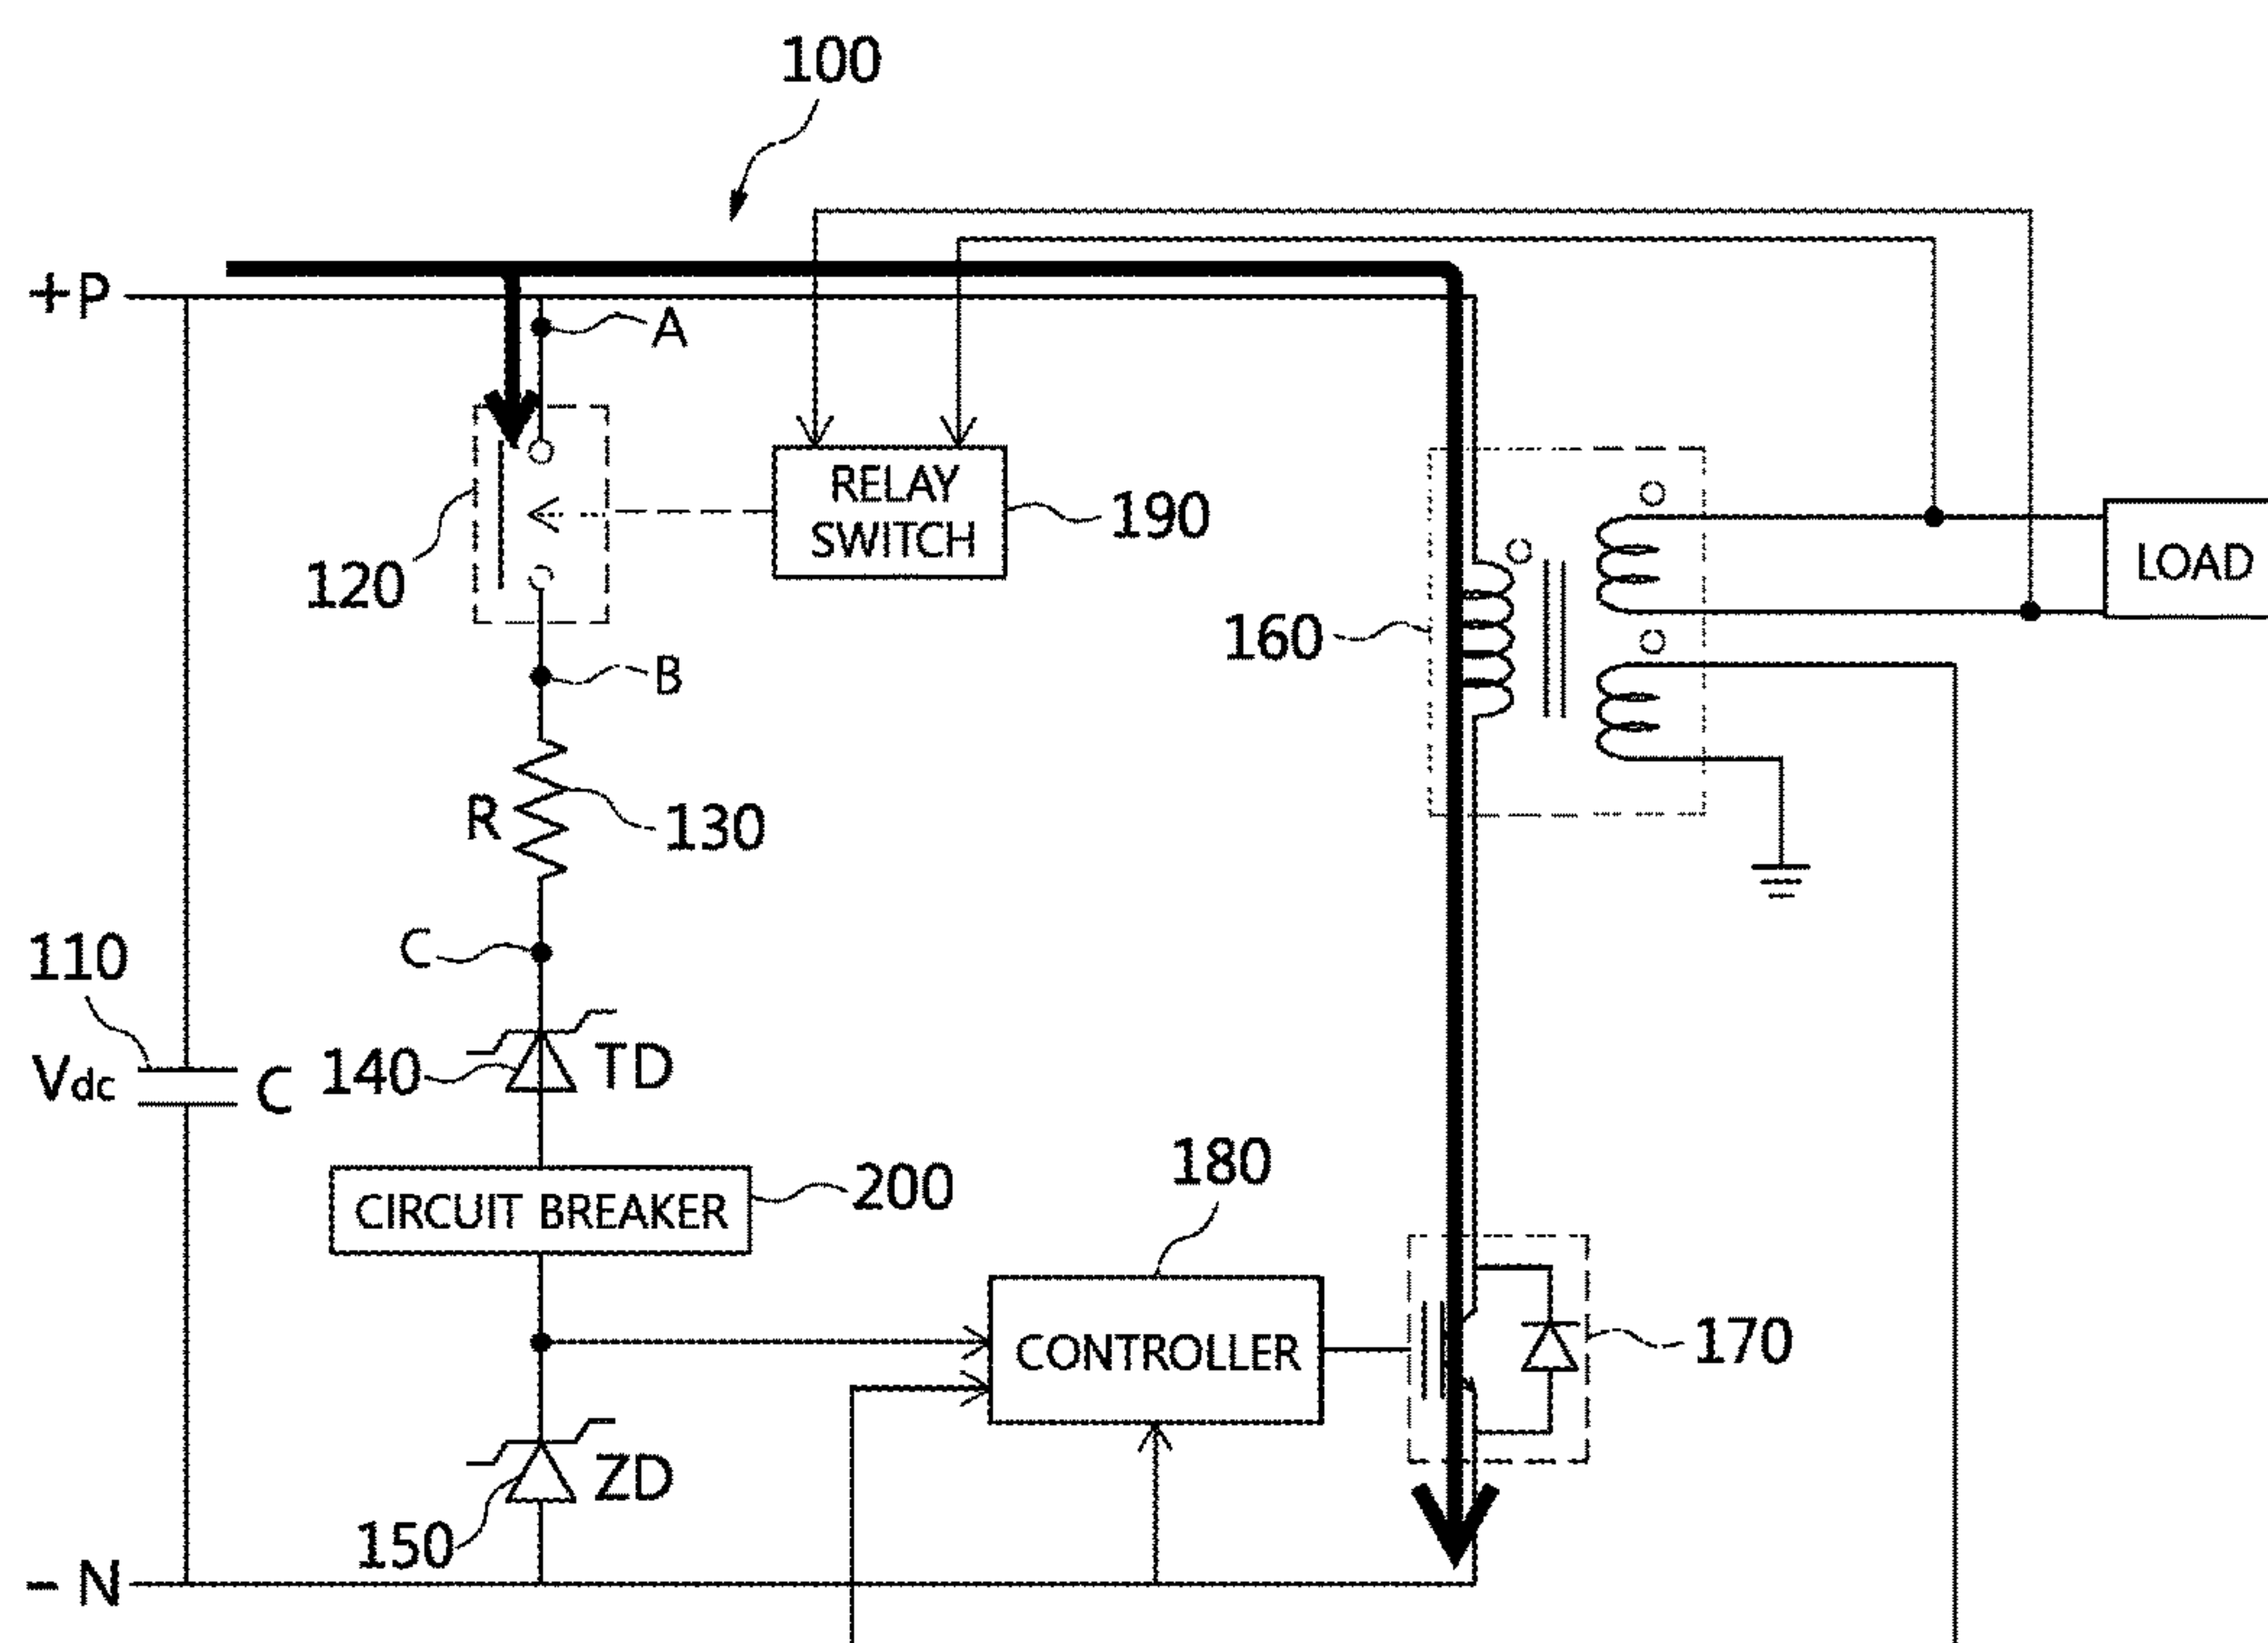 100
+P
A
RELAY
SWITCH
190
120
LOAD
160
B
R
130
C
110
Vdc
C
140
TD
180
CIRCUIT BREAKER
200
CONTROLLER
170
ZD
150
- N